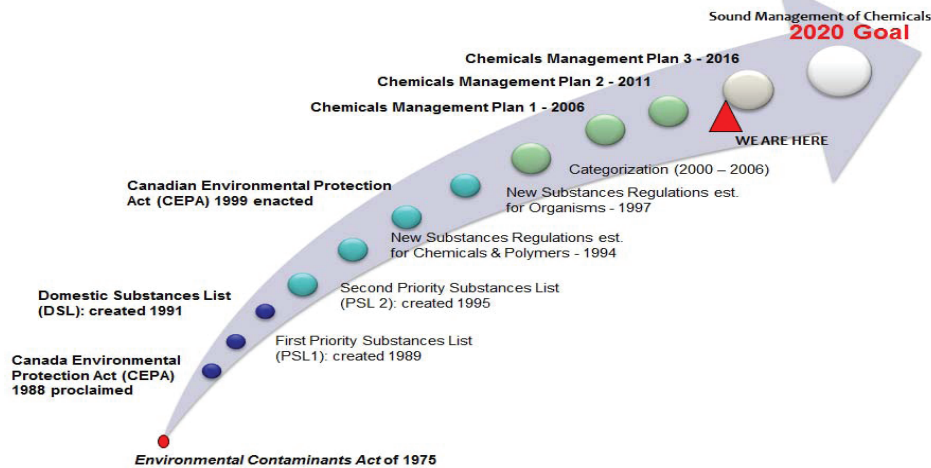 Sound Management of Chemicals
2020 Goal
Chemicals Management Plan 3 - 2016
Chemicals Management Plan 2 - 2011
Chemicals Management Plan 1 - 2006
WE ARE HERE
Categorization (2000 – 2006)
Canadian Environmental Protection
Act (CEPA) 1999 enacted
New Substances Regulations est.
for Organisms - 1997
New Substances Regulations est.
for Chemicals & Polymers - 1994
Domestic Substances List
(DSL): created 1991
Second Priority Substances List
(PSL 2): created 1995
First Priority Substances List
(PSL1): created 1989
Canada Environmental
Protection Act (CEPA)
1988 proclaimed
Environmental Contaminants Act of 1975